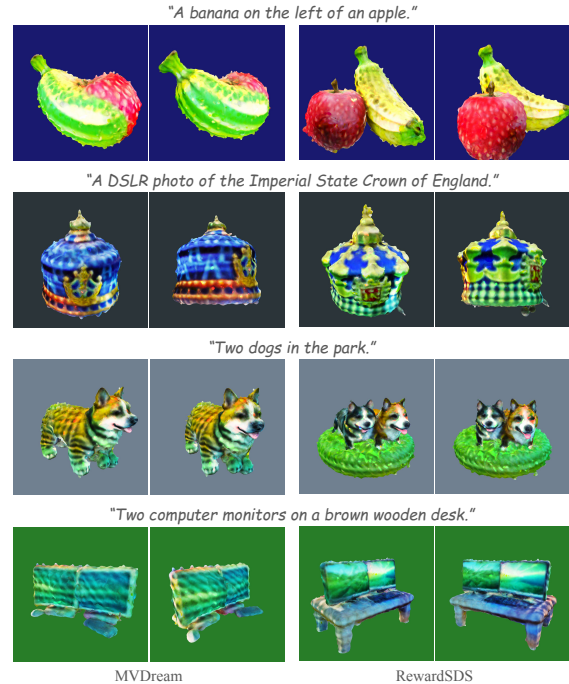 “A banana on the left of an apple.”
“A DSLR photo of the Imperial State Crown of England.”
“Two dogs in the park.”
“Two computer monitors on a brown wooden desk.”
MVDream
RewardSDS